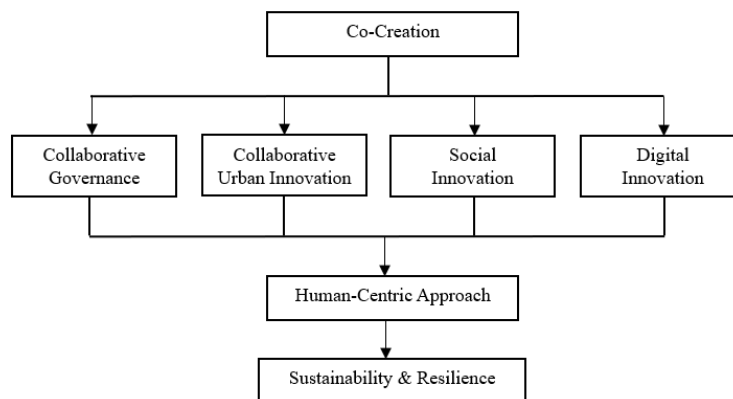 Co-Creation
Collaborative
Governance
Collaborative
Urban Innovation
Social
Innovation
Digital
Innovation
Human-Centric Approach
Sustainability & Resilience